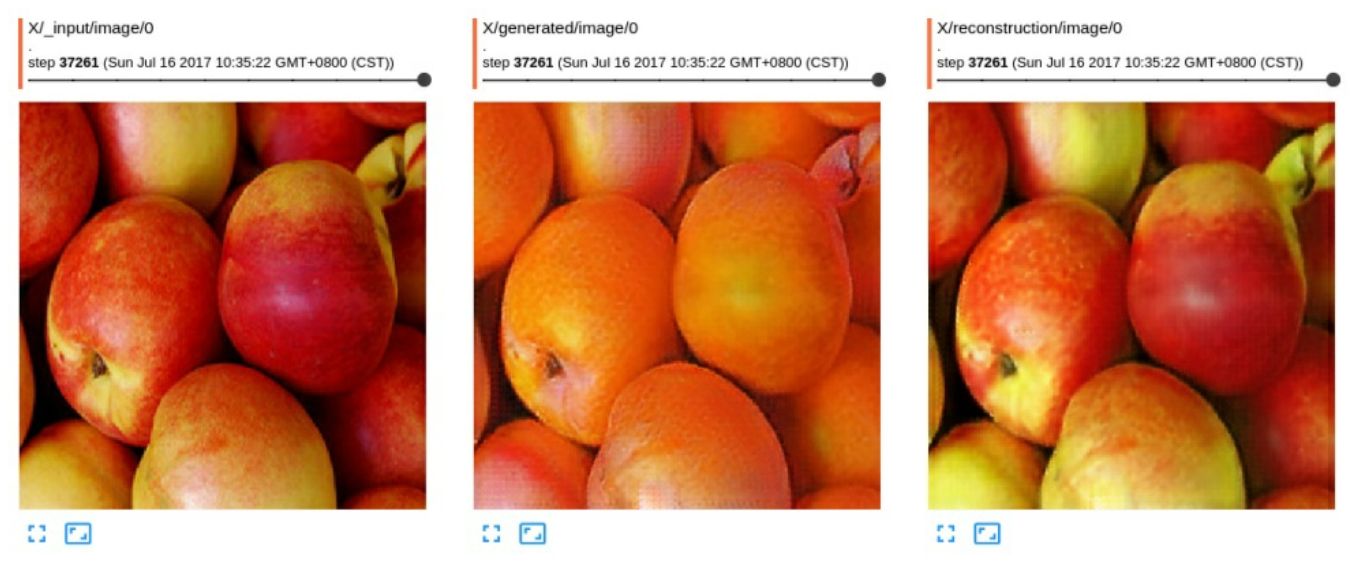 X/_input/image/0
.
step 37261 (Sun Jul 16 2017 10:35:22 GMT+0800 (CST))
X/generated/image/0
.
step 37261 (Sun Jul 16 2017 10:35:22 GMT+0800 (CST))
X/reconstruction/image/0
.
step 37261 (Sun Jul 16 2017 10:35:22 GMT+0800 (CST))